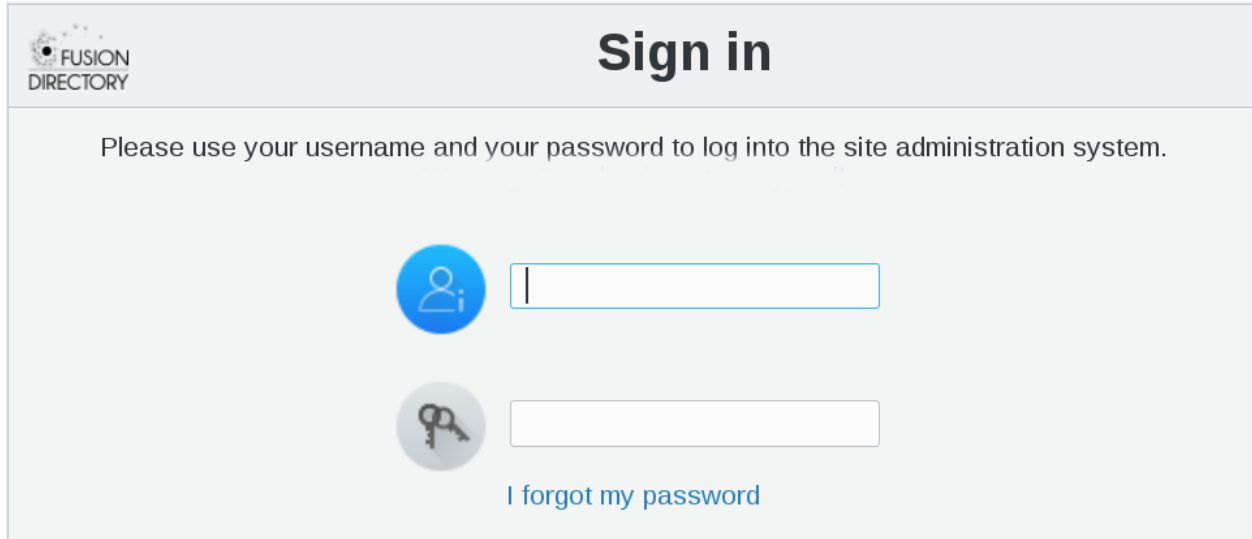 FUSION
DIRECTORY
Sign in
Please use your username and your password to log into the site administration system.
I forgot my password